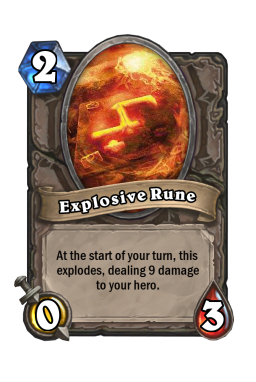 2
Explosive Rune
At the start of your turn, this
explodes, dealing 9 damage
to your hero.
0
3